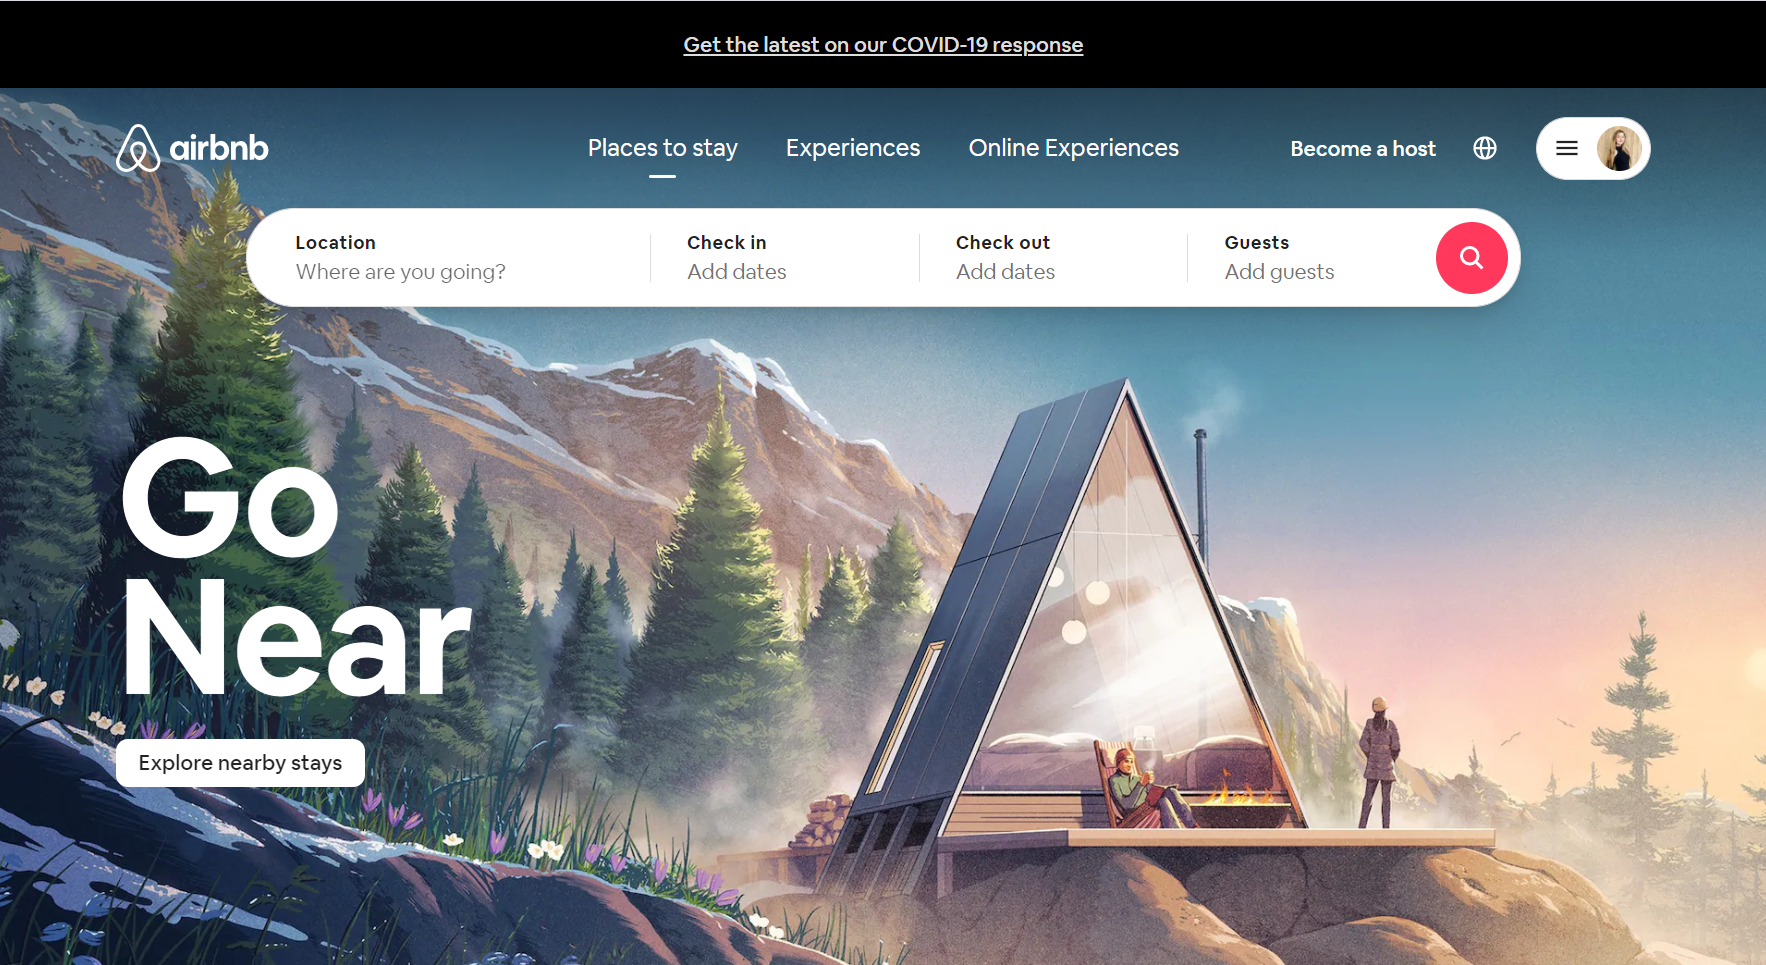 Get the latest on our COVID-19 response
airbnb
Places to stay
Experiences
Online Experiences
Become a host
Location
Where are you going?
Check in
Add dates
Check out
Add dates
Guests
Add guests
Go
Near
Explore nearby stays